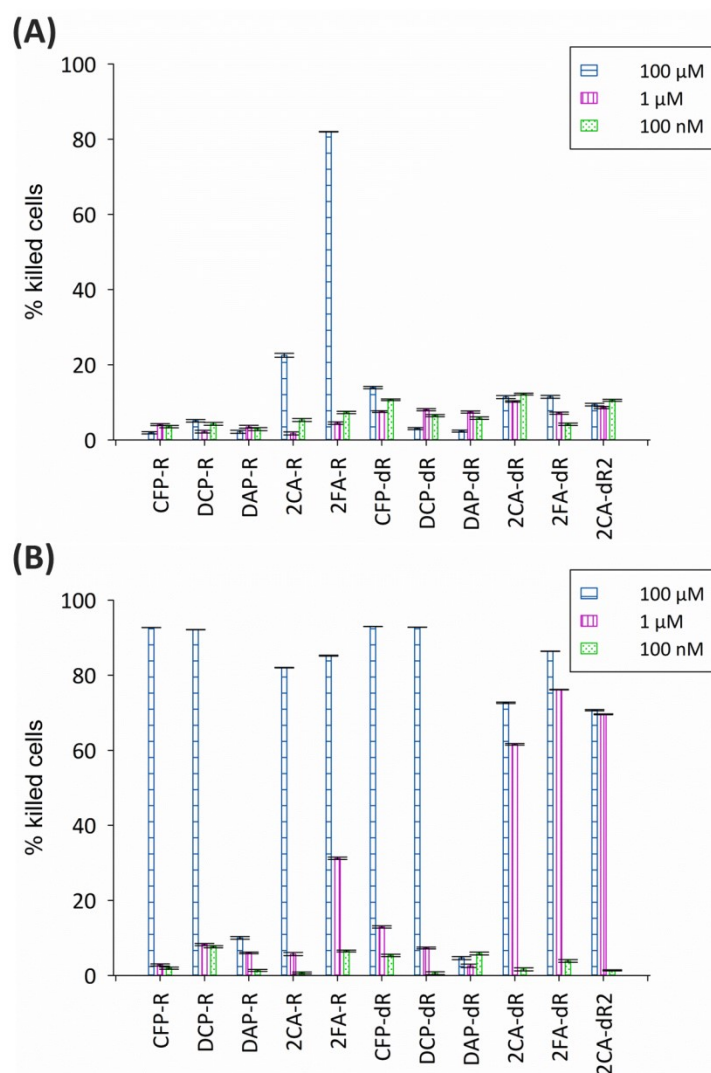 (A)
100
80
60
40
20
0
% killed cells
100 µM
1 µM
100 nM
CFP-R
DCP-R
DAP-R
2CA-R
2FA-R
CFP-dR
DCP-dR
DAP-dR
2CA-dR
2FA-dR
2CA-dR2
(B)
100
80
60
40
20
0
% killed cells
100 µM
1 µM
100 nM
CFP-R
DCP-R
DAP-R
2CA-R
2FA-R
CFP-dR
DCP-dR
DAP-dR
2CA-dR
2FA-dR
2CA-dR2